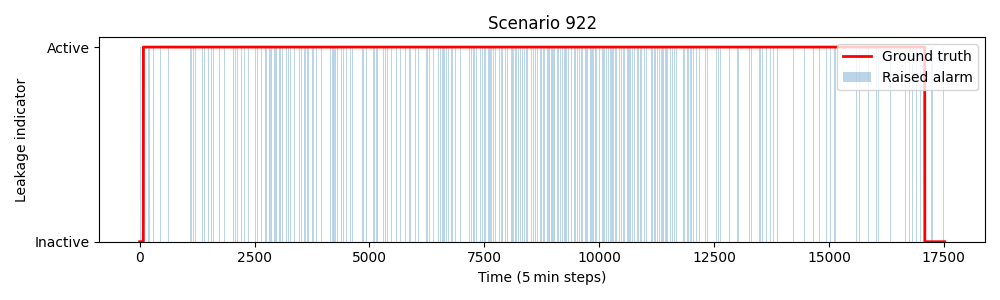 Scenario 922
Active
Inactive
Leakage indicator
Ground truth
Raised alarm
0 2500 5000 7500 10000 12500 15000 17500
Time (5 min steps)